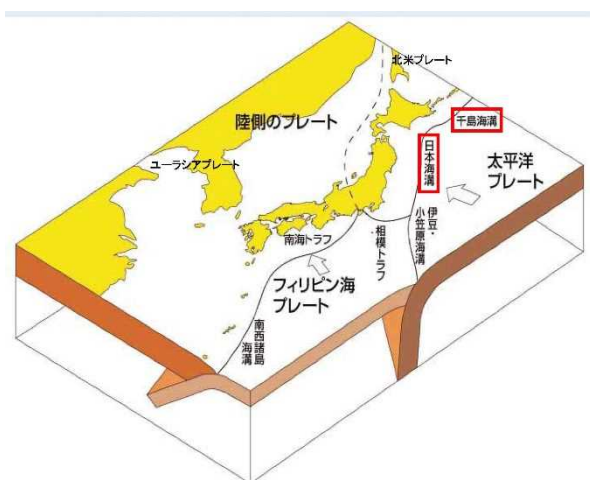 北米プレート
陸側のプレート
千島海溝
ユーラシアプレート
日本海溝
太平洋
プレート
伊豆・
小笠原海溝
南海トラフ
相模トラフ
フィリピン海
プレート
南西諸島
海溝